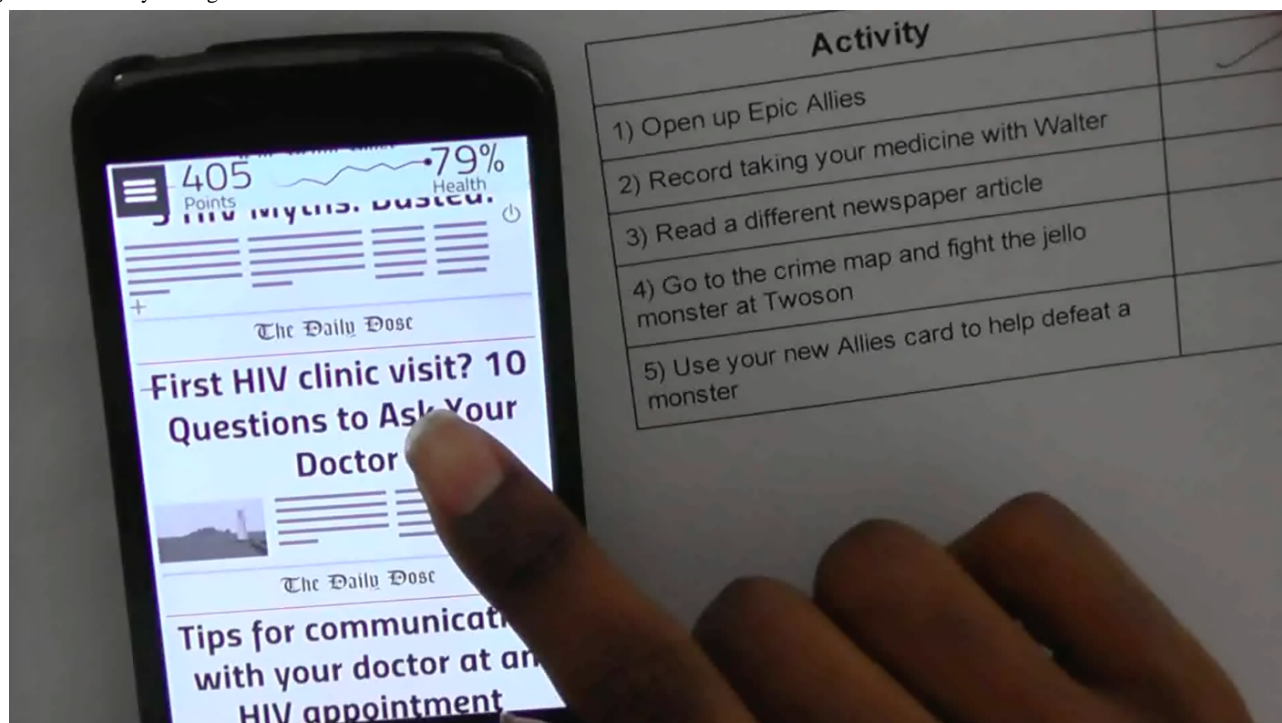 405
Points
79%
Health
HIV Myths. Busted.
The Daily Dose
First HIV clinic visit? 10
Questions to Ask Your
Doctor
The Daily Dose
Tips for communicati
with your doctor at an
HIV appointment
Activity
1) Open up Epic Allies
2) Record taking your medicine with Walter
3) Read a different newspaper article
4) Go to the crime map and fight the jello
monster at Twoson
5) Use your new Allies card to help defeat a
monster